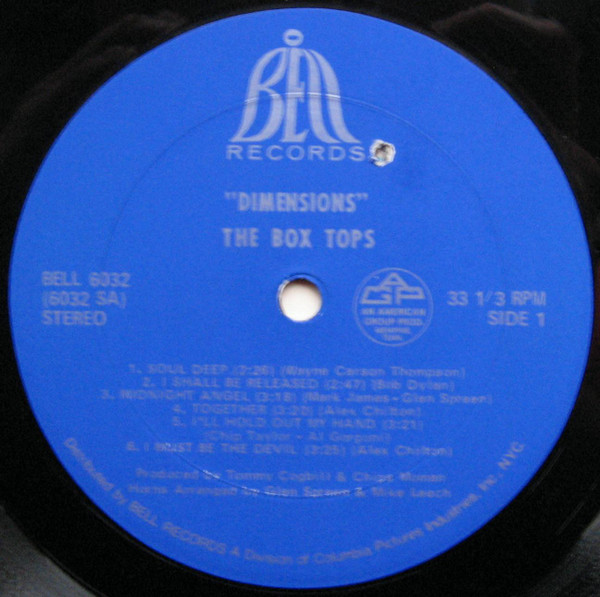 BELL
RECORDS
"DIMENSIONS"
THE BOX TOPS
BELL 6032
(6032 SA)
STEREO
AGP
AN AMERICAN
GROUP PROD.
MEMPHIS,
TENN.
33 1/3 RPM
SIDE 1
1. SOUL DEEP (2:26) (Wayne Carson Thompson)
2. I SHALL BE RELEASED (2:47) (Bob Dylan)
3. MIDNIGHT ANGEL (3:18) (Mark James - Glen Spreen)
4. TOGETHER (3:20) (Alex Chilton)
5. I'LL HOLD OUT MY HAND (3:21)
(Chip Taylor - Al Gorgoni)
6. I MUST BE THE DEVIL (3:25) (Alex Chilton)
Produced by Tommy Cogbill & Chips Moman
Horns Arranged by Glen Spreen & Mike Leech
Distributed by BELL RECORDS A Division of Columbia Pictures Industries, Inc., NYC